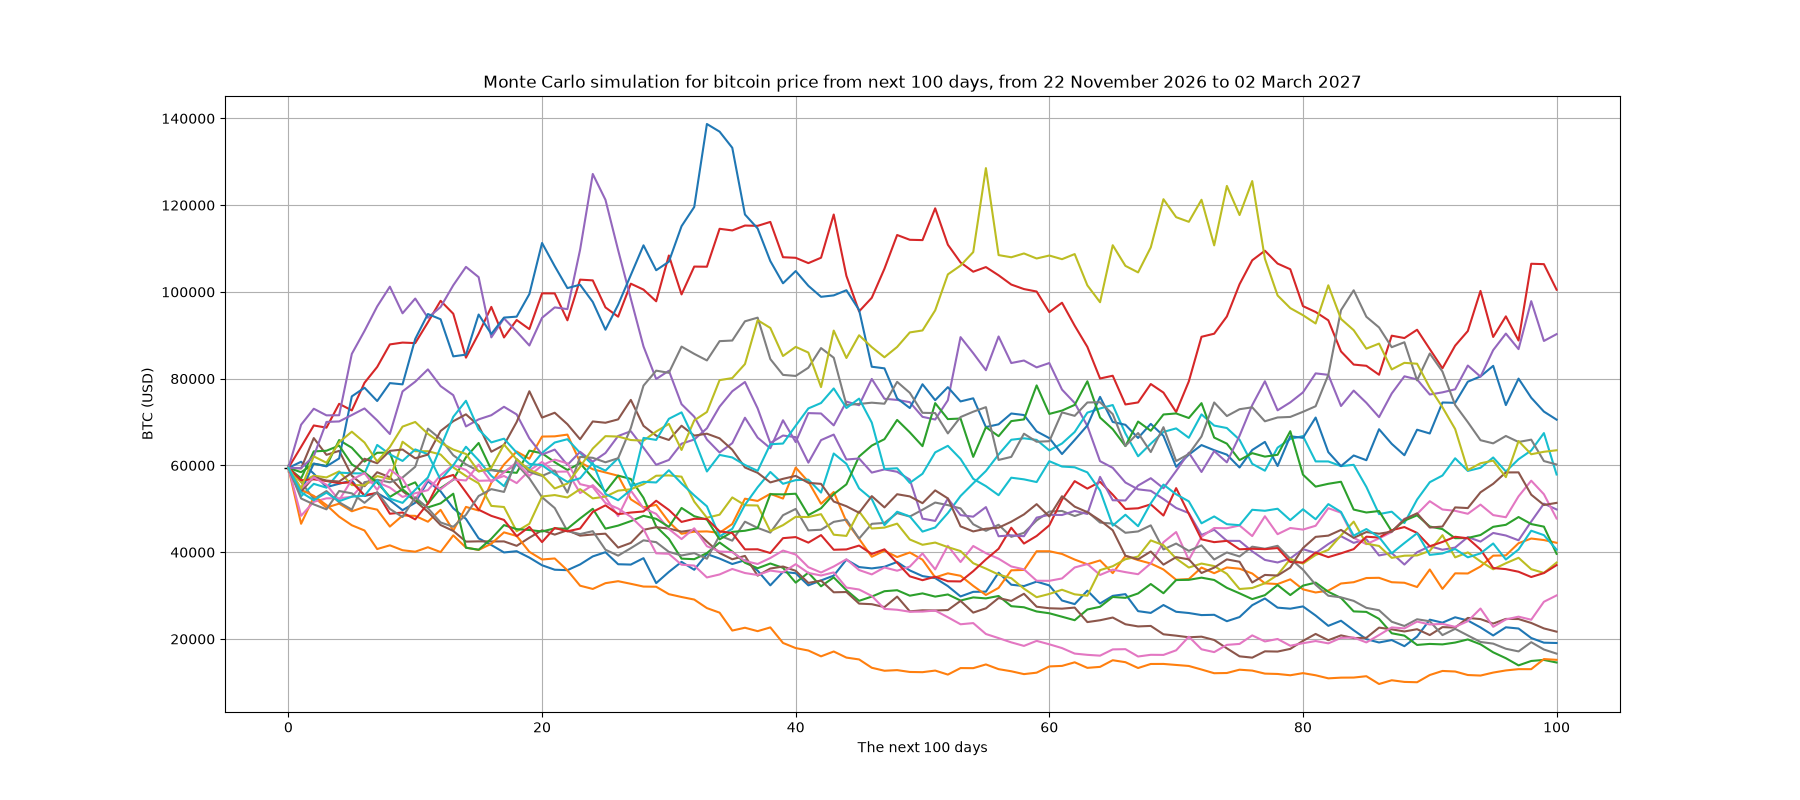 Monte Carlo simulation for bitcoin price from next 100 days, from 22 November 2026 to 02 March 2027
140000
120000
100000
80000
60000
40000
20000
BTC (USD)
0 20 40 60 80 100
The next 100 days